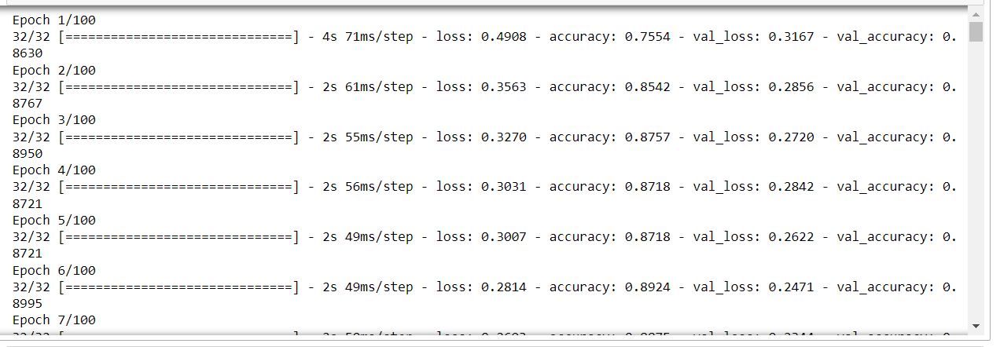 Epoch 1/100
32/32 [==============================] - 4s 71ms/step - loss: 0.4908 - accuracy: 0.7554 - val_loss: 0.3167 - val_accuracy: 0.
8630
Epoch 2/100
32/32 [==============================] - 2s 61ms/step - loss: 0.3563 - accuracy: 0.8542 - val_loss: 0.2856 - val_accuracy: 0.
8767
Epoch 3/100
32/32 [==============================] - 2s 55ms/step - loss: 0.3270 - accuracy: 0.8757 - val_loss: 0.2720 - val_accuracy: 0.
8950
Epoch 4/100
32/32 [==============================] - 2s 56ms/step - loss: 0.3031 - accuracy: 0.8718 - val_loss: 0.2842 - val_accuracy: 0.
8721
Epoch 5/100
32/32 [==============================] - 2s 49ms/step - loss: 0.3007 - accuracy: 0.8718 - val_loss: 0.2622 - val_accuracy: 0.
8721
Epoch 6/100
32/32 [==============================] - 2s 49ms/step - loss: 0.2814 - accuracy: 0.8924 - val_loss: 0.2471 - val_accuracy: 0.
8995
Epoch 7/100